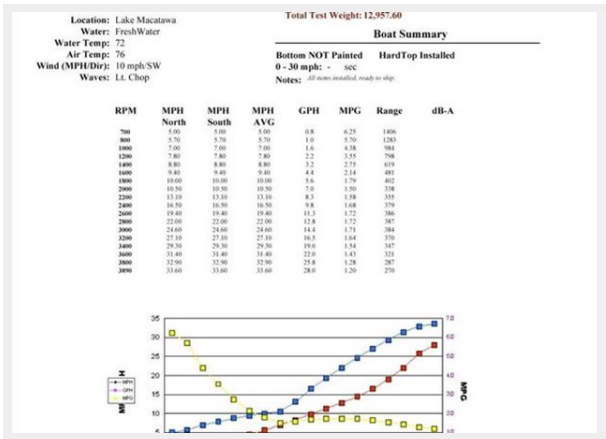 Location: Lake Macatawa
Water: FreshWater
Water Temp: 72
Air Temp: 76
Wind (MPH/Dir): 10 mph/SW
Waves: Lt. Chop
Total Test Weight: 12,957.60
Boat Summary
Bottom NOT Painted HardTop Installed
0 - 30 mph: - sec
Notes: All items installed, ready to ship.
RPM MPH North MPH South MPH AVG GPH MPG Range dB-A
700 5.00 5.00 5.00 0.8 6.25 1406
800 5.70 5.70 5.70 1.0 5.70 1283
1000 7.00 7.00 7.00 1.6 4.38 984
1200 7.80 7.80 7.80 2.2 3.55 798
1400 8.80 8.80 8.80 3.2 2.75 619
1600 9.40 9.40 9.40 4.4 2.14 481
1800 10.00 10.00 10.00 5.6 1.79 402
2000 10.50 10.50 10.50 7.0 1.50 338
2200 13.10 13.10 13.10 8.3 1.58 355
2400 16.50 16.50 16.50 9.8 1.68 379
2600 19.40 19.40 19.40 11.3 1.72 386
2800 22.00 22.00 22.00 12.8 1.72 387
3000 24.60 24.60 24.60 14.4 1.71 384
3200 27.10 27.10 27.10 16.5 1.64 370
3400 29.30 29.30 29.30 19.0 1.54 347
3600 31.40 31.40 31.40 22.0 1.43 321
3800 32.90 32.90 32.90 25.8 1.28 287
3890 33.60 33.60 33.60 28.0 1.20 270
35
30
25
20
15
10
MPH
GPH
MPG
7.0
6.0
4.0
3.0
MPG